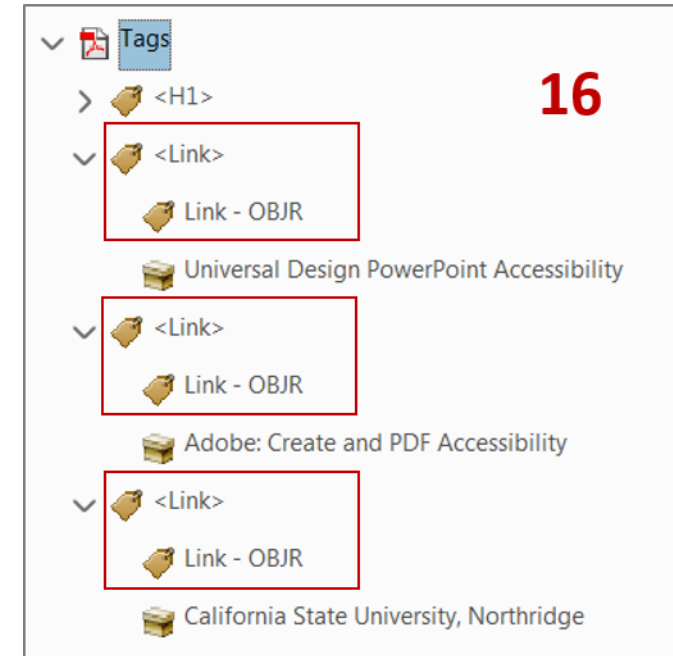 Tags
<H1>
16
<Link>
Link - OBJR
Universal Design PowerPoint Accessibility
<Link>
Link - OBJR
Adobe: Create and PDF Accessibility
<Link>
Link - OBJR
California State University, Northridge